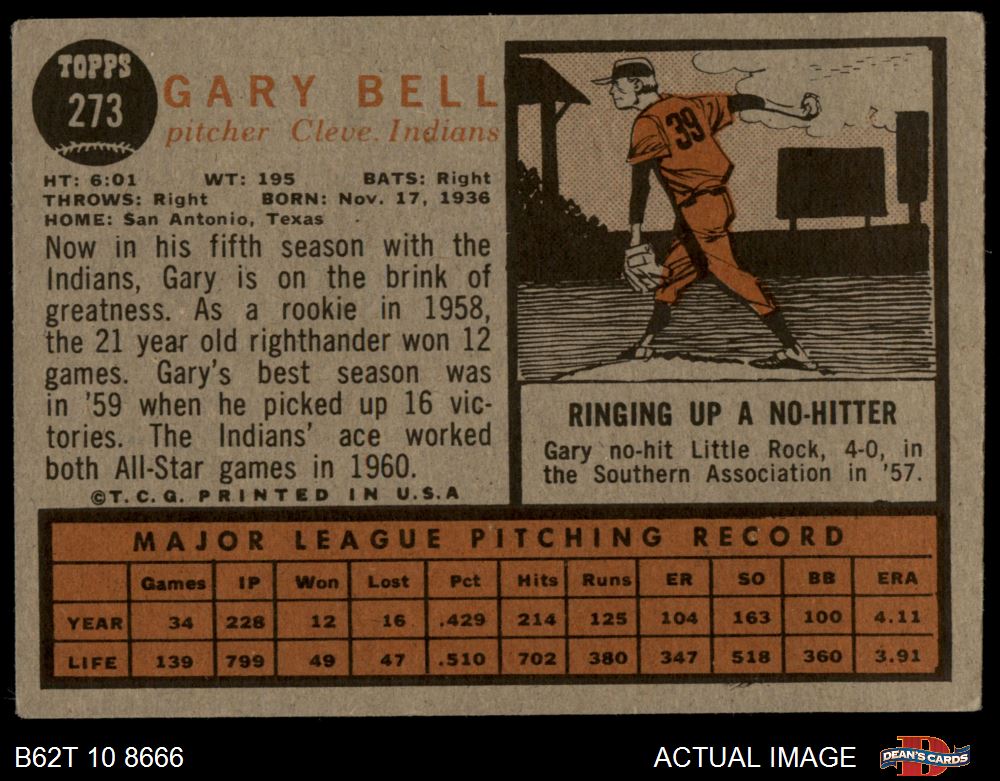 TOPPS
273
GARY BELL
pitcher Cleve. Indians
HT: 6:01 WT: 195 BATS: Right
THROWS: Right BORN: Nov. 17, 1936
HOME: San Antonio, Texas
Now in his fifth season with the
Indians, Gary is on the brink of
greatness. As a rookie in 1958,
the 21 year old righthander won 12
games. Gary's best season was
in '59 when he picked up 16 vic-
tories. The Indians' ace worked
both All-Star games in 1960.
©T.C.G. PRINTED IN U.S.A
39
RINGING UP A NO-HITTER
Gary no-hit Little Rock, 4-0, in
the Southern Association in '57.
MAJOR LEAGUE PITCHING RECORD
Games IP Won Lost Pct Hits Runs ER SO BB ERA
YEAR 34 228 12 16 .429 214 125 104 163 100 4.11
LIFE 139 799 49 47 .510 702 380 347 518 360 3.91
B62T 10 8666
ACTUAL IMAGE
DEAN'S CARDS